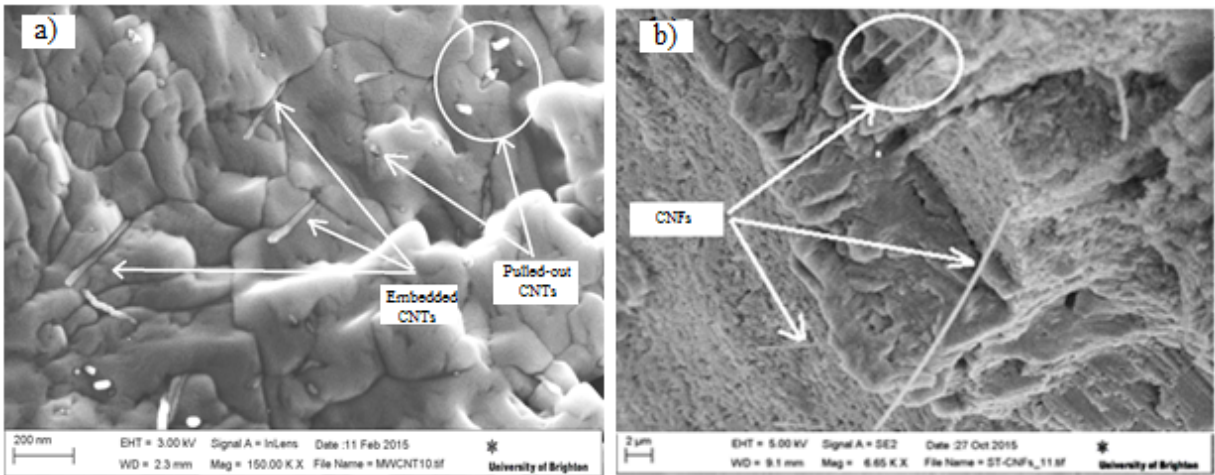 a)
Pulled-out
CNTs
Embedded
CNTs
200 nm
EHT = 3.00 kV Signal A = InLens Date :11 Feb 2015
WD = 2.3 mm Mag = 150.00 K X File Name = MWCNT10.tif
University of Brighton
b)
CNFs
2 µm
EHT = 5.00 kV Signal A = SE2 Date :27 Oct 2015
WD = 9.1 mm Mag = 6.65 K X File Name = ST-CNFs_11.tif
University of Brighton